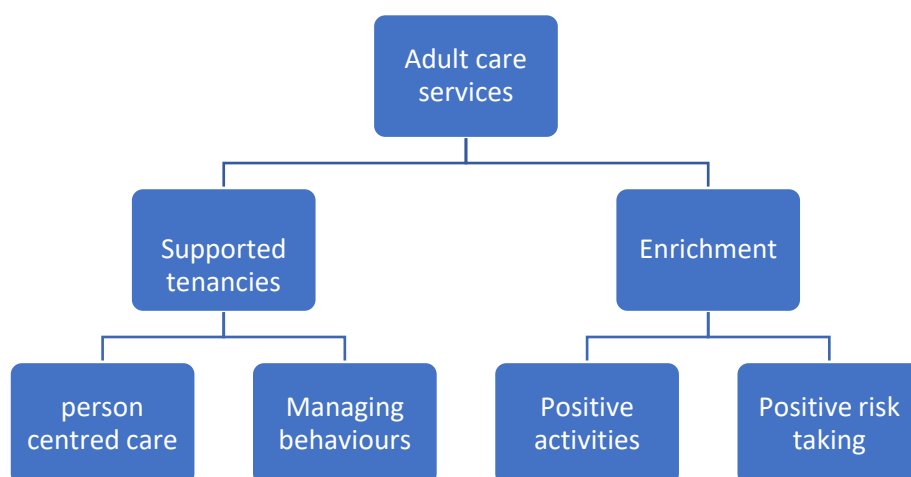 Adult care
services
Supported
tenancies
Enrichment
person
centred care
Managing
behaviours
Positive
activities
Positive risk
taking